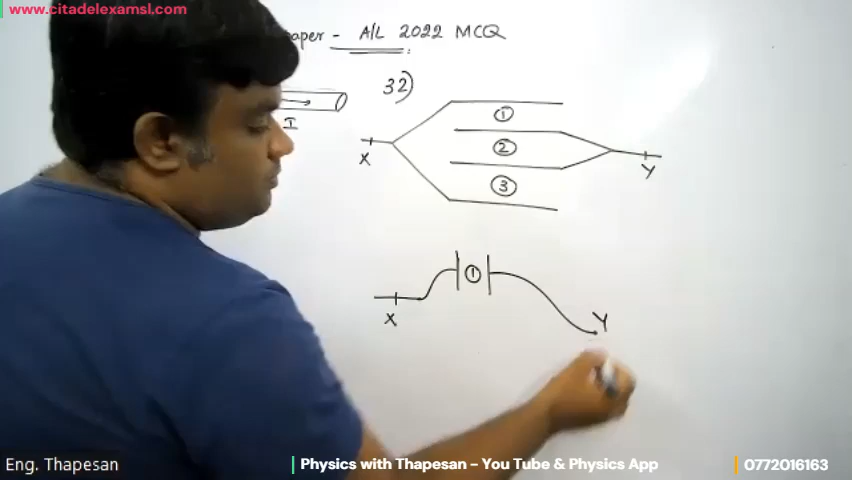 www.citadelexamsl.com
aper - A/L 2022 MCQ
32)
I
①
②
③
X
Y
①
X
Y
Eng. Thapesan
Physics with Thapesan – You Tube & Physics App
0772016163